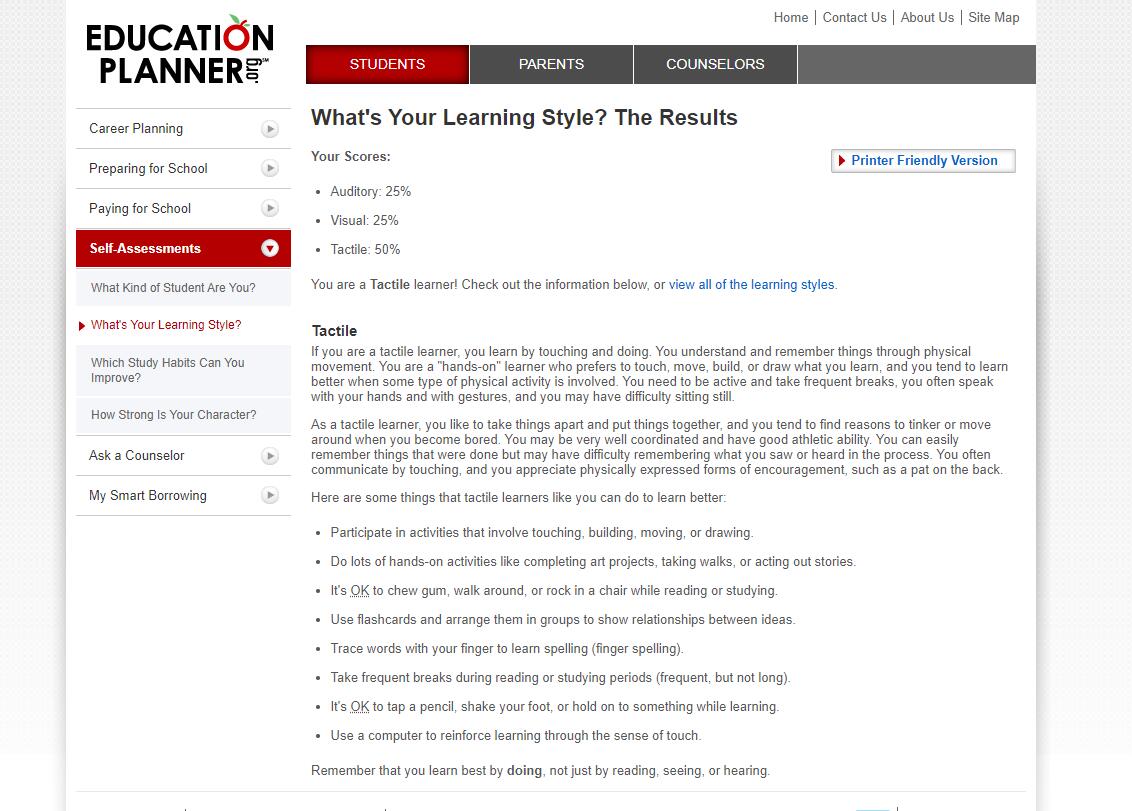 Home | Contact Us | About Us | Site Map
EDUCATION
PLANNER.org℠
STUDENTS
PARENTS
COUNSELORS
Career Planning
Preparing for School
Paying for School
Self-Assessments
What Kind of Student Are You?
What's Your Learning Style?
Which Study Habits Can You
Improve?
How Strong Is Your Character?
Ask a Counselor
My Smart Borrowing
What's Your Learning Style? The Results
Your Scores:
Printer Friendly Version
• Auditory: 25%
• Visual: 25%
• Tactile: 50%
You are a Tactile learner! Check out the information below, or view all of the learning styles.
Tactile
If you are a tactile learner, you learn by touching and doing. You understand and remember things through physical
movement. You are a "hands-on" learner who prefers to touch, move, build, or draw what you learn, and you tend to learn
better when some type of physical activity is involved. You need to be active and take frequent breaks, you often speak
with your hands and with gestures, and you may have difficulty sitting still.
As a tactile learner, you like to take things apart and put things together, and you tend to find reasons to tinker or move
around when you become bored. You may be very well coordinated and have good athletic ability. You can easily
remember things that were done but may have difficulty remembering what you saw or heard in the process. You often
communicate by touching, and you appreciate physically expressed forms of encouragement, such as a pat on the back.
Here are some things that tactile learners like you can do to learn better:
• Participate in activities that involve touching, building, moving, or drawing.
• Do lots of hands-on activities like completing art projects, taking walks, or acting out stories.
• It's OK to chew gum, walk around, or rock in a chair while reading or studying.
• Use flashcards and arrange them in groups to show relationships between ideas.
• Trace words with your finger to learn spelling (finger spelling).
• Take frequent breaks during reading or studying periods (frequent, but not long).
• It's OK to tap a pencil, shake your foot, or hold on to something while learning.
• Use a computer to reinforce learning through the sense of touch.
Remember that you learn best by doing, not just by reading, seeing, or hearing.